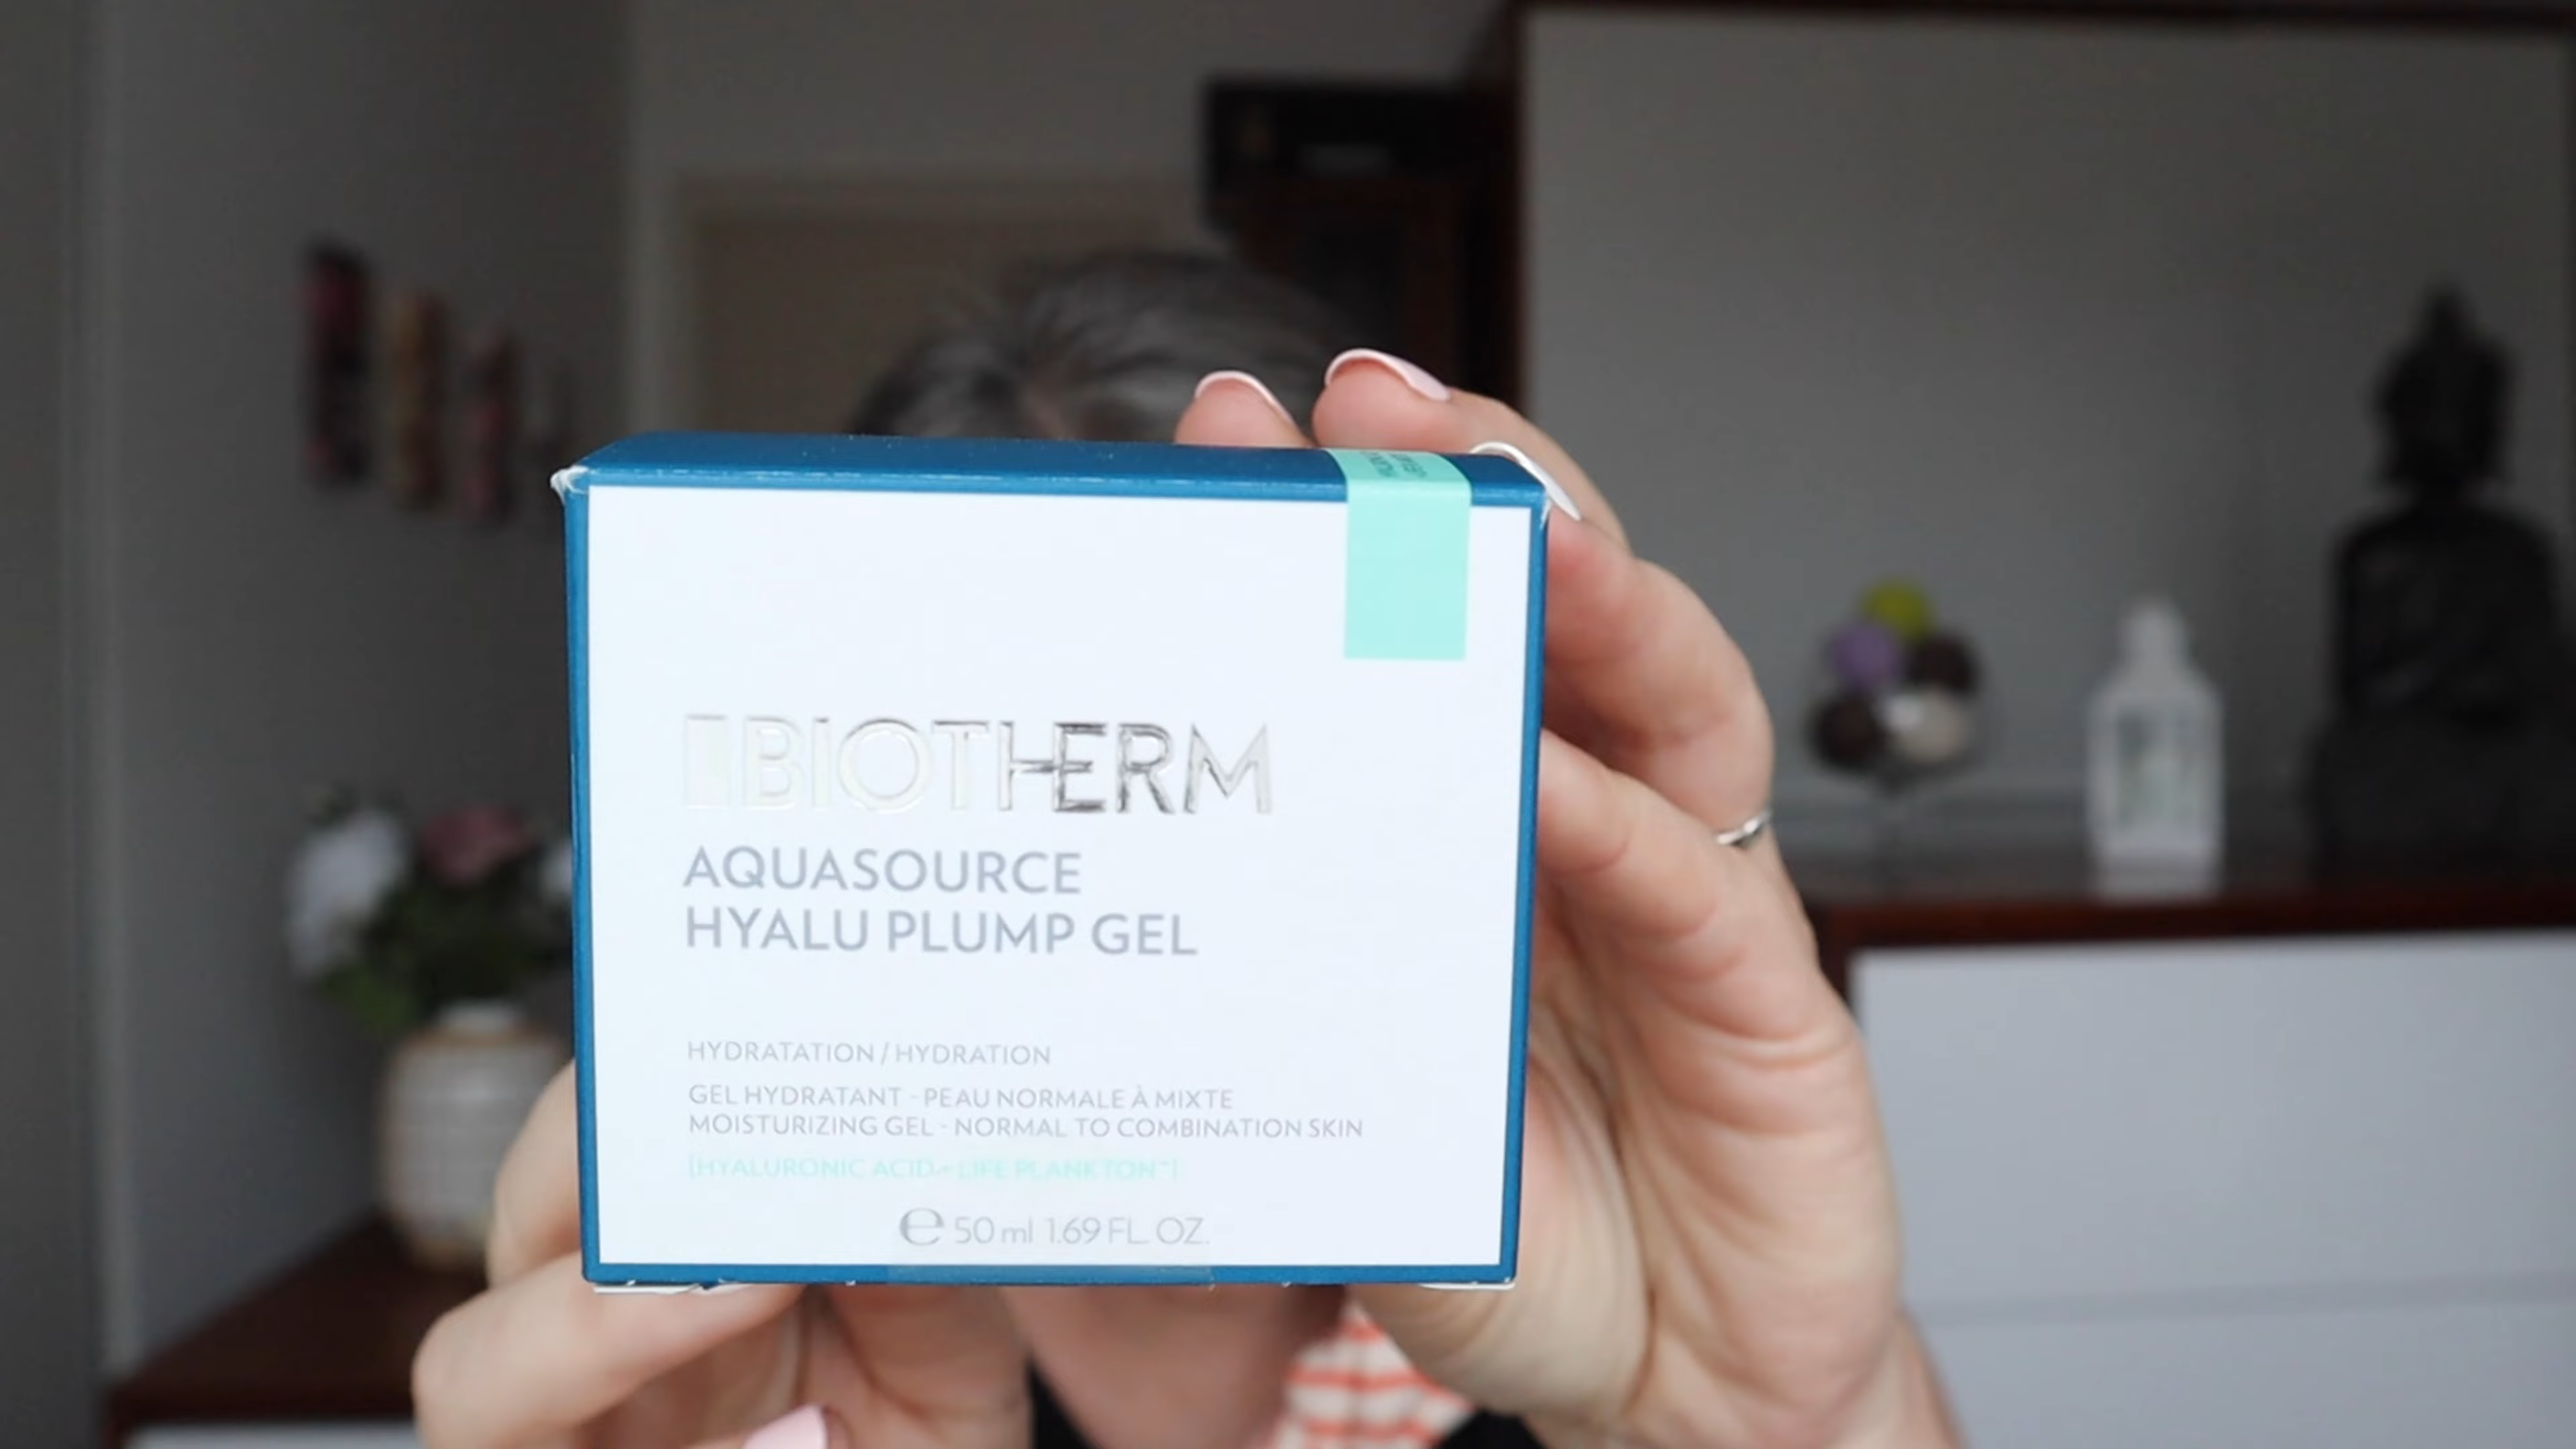 BIOTHERM
AQUASOURCE
HYALU PLUMP GEL
HYDRATATION / HYDRATION
GEL HYDRATANT - PEAU NORMALE À MIXTE
MOISTURIZING GEL - NORMAL TO COMBINATION SKIN
[HYALURONIC ACID + LIFE PLANKTON™]
℮ 50 ml 1.69 FL. OZ.